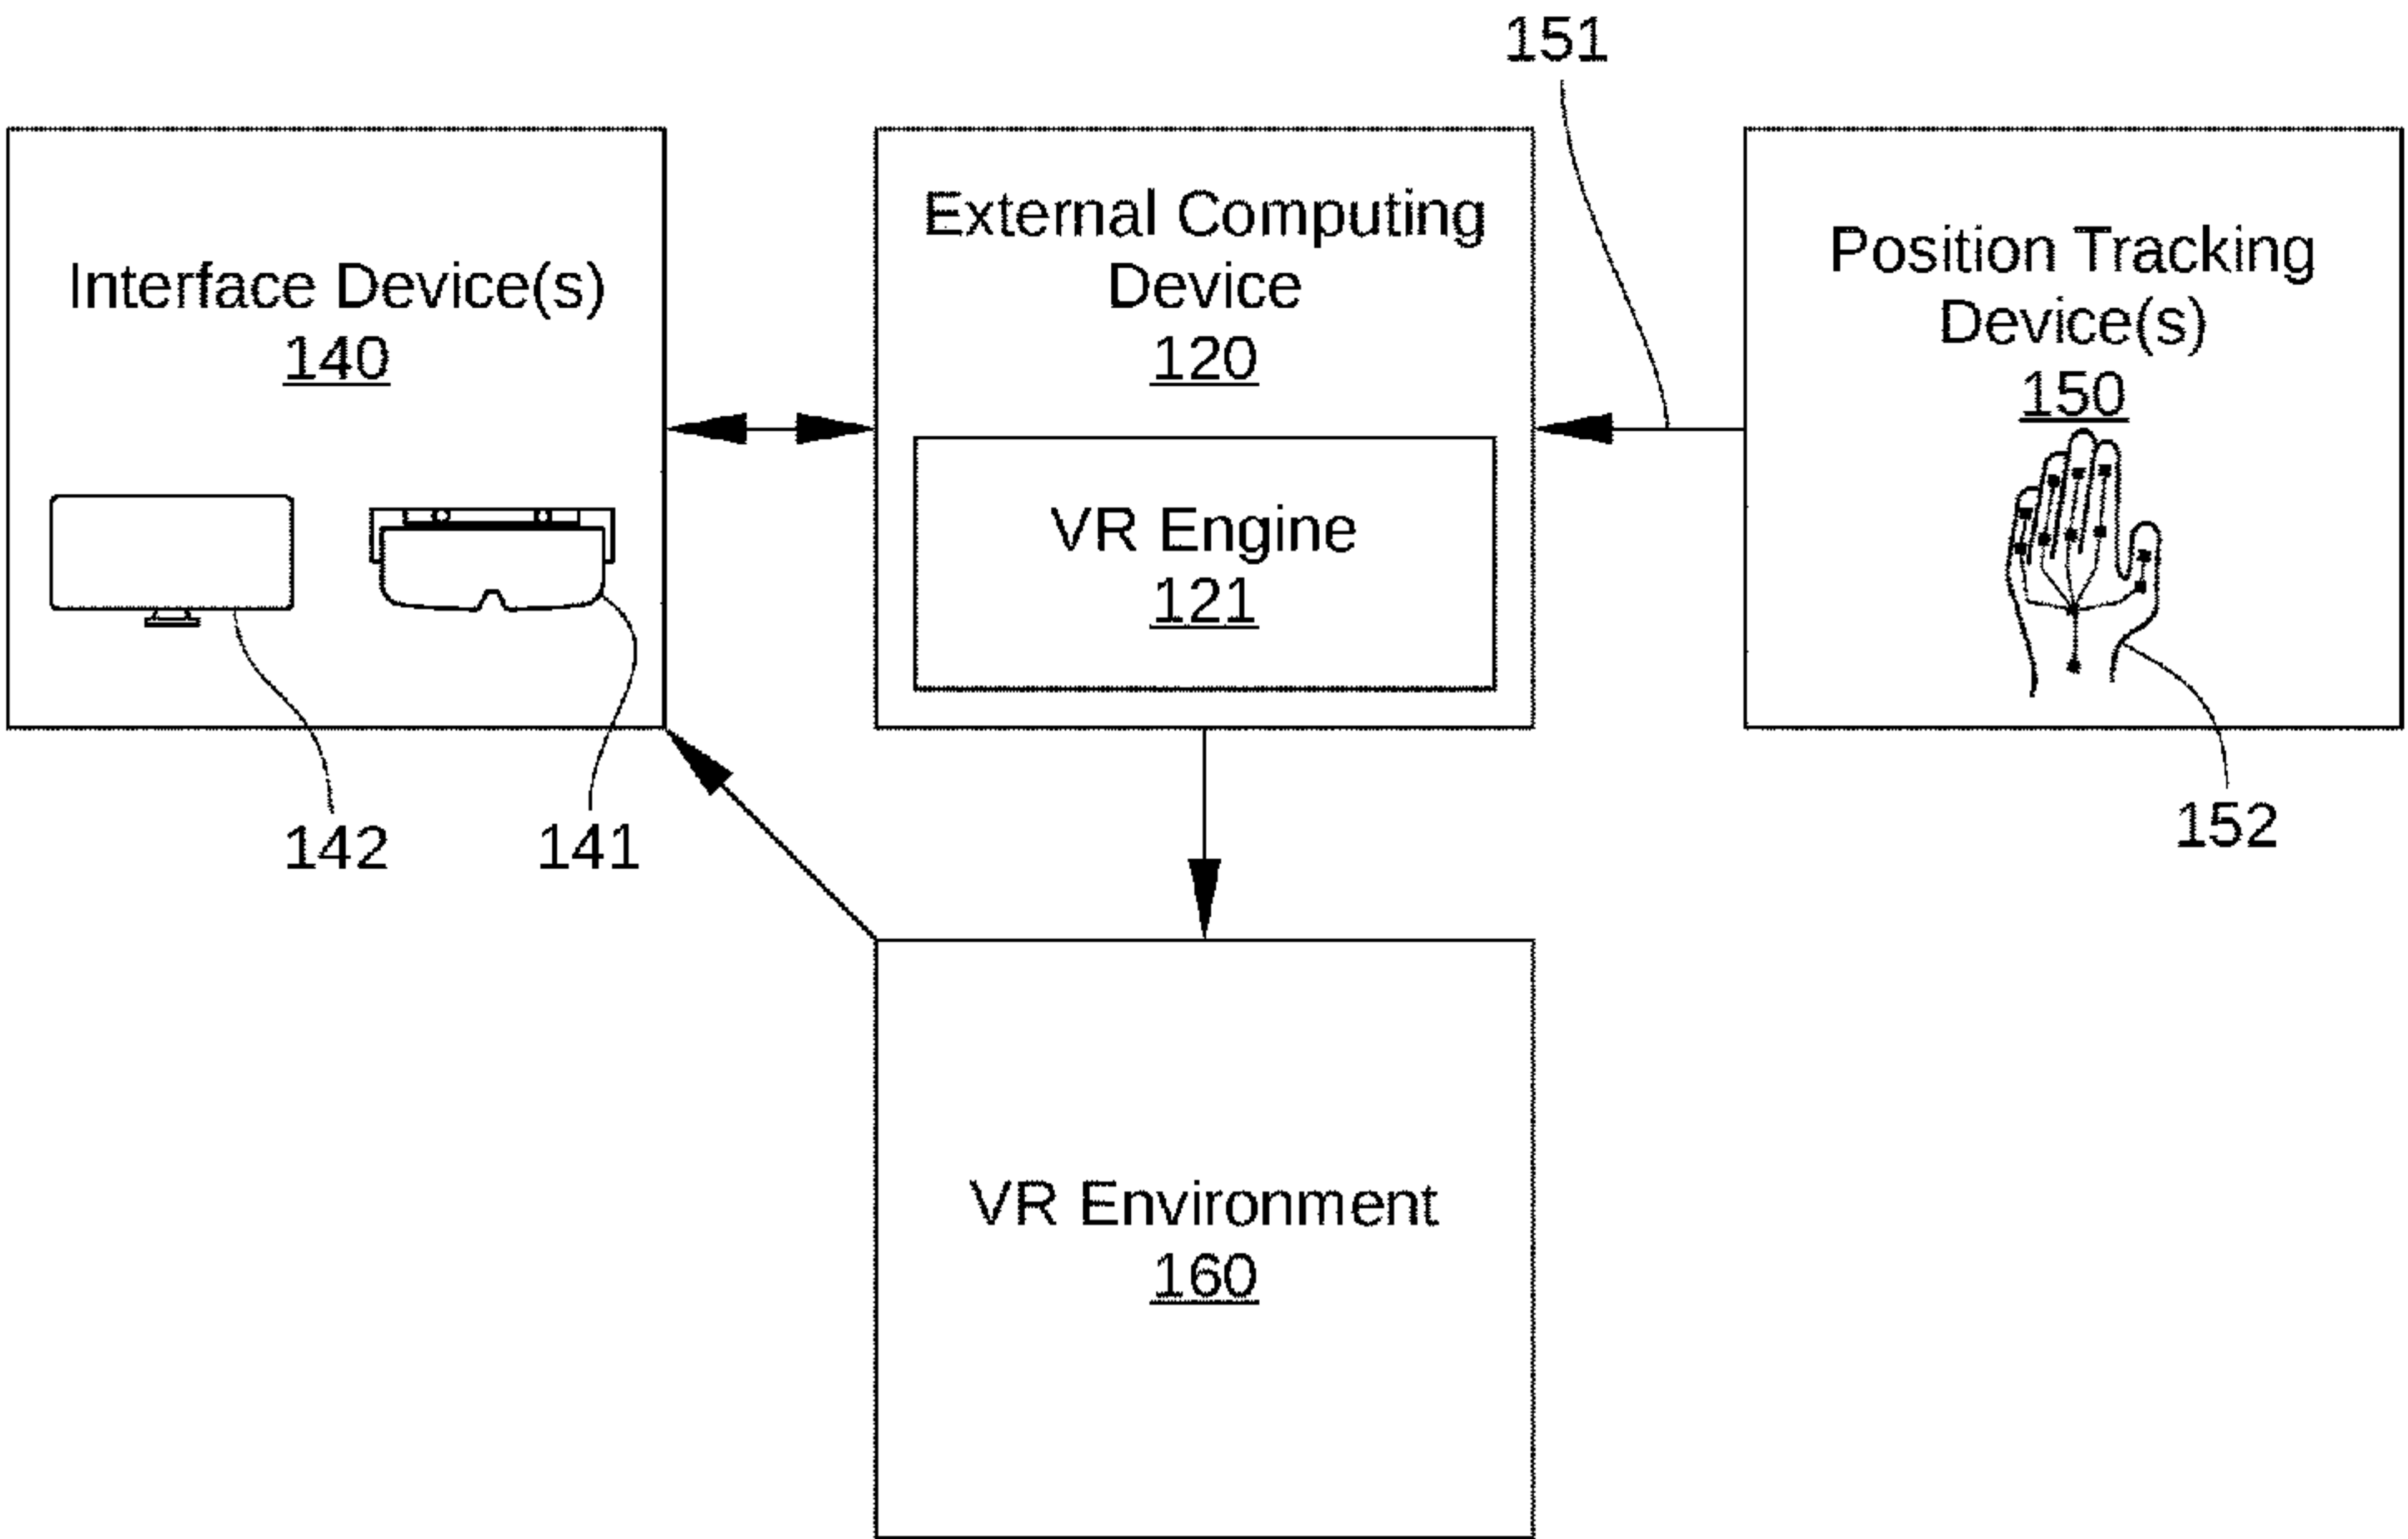 151
Interface Device(s)
140
External Computing
Device
120
Position Tracking
Device(s)
150
VR Engine
121
142
141
152
VR Environment
160